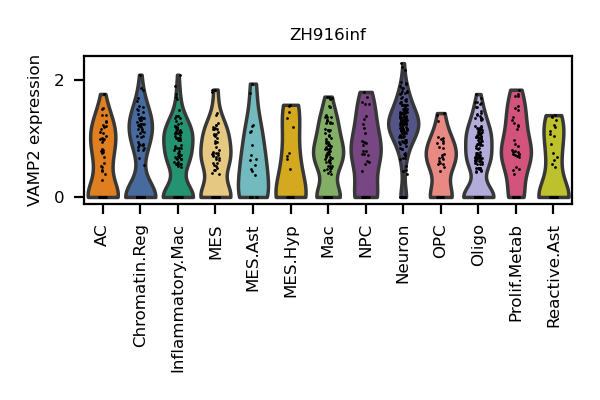 ZH916inf
VAMP2 expression
2
0
AC
Chromatin.Reg
Inflammatory.Mac
MES
MES.Ast
MES.Hyp
Mac
NPC
Neuron
OPC
Oligo
Prolif.Metab
Reactive.Ast